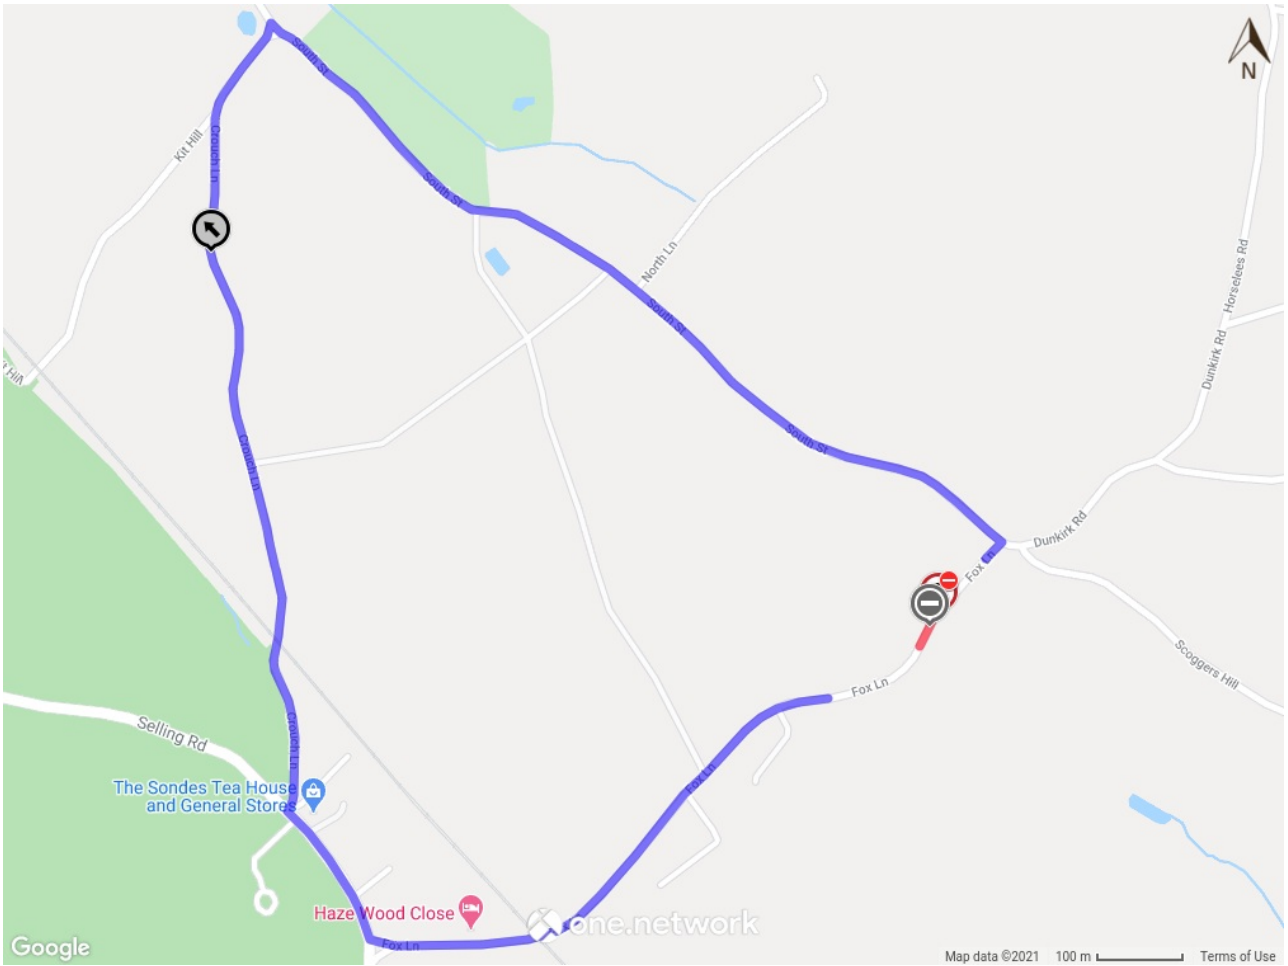 N
South St
Kit Hill
Crouch Ln
South St
North Ln
Horselees Rd
South St
Dunkirk Rd
Crouch Ln
South St
Dunkirk Rd
Fox Ln
Scoggers Hill
Fox Ln
Crouch Ln
Selling Rd
Fox Ln
The Sondes Tea House
and General Stores
Haze Wood Close
one.network
Fox Ln
Google
Map data ©2021
100 m
Terms of Use